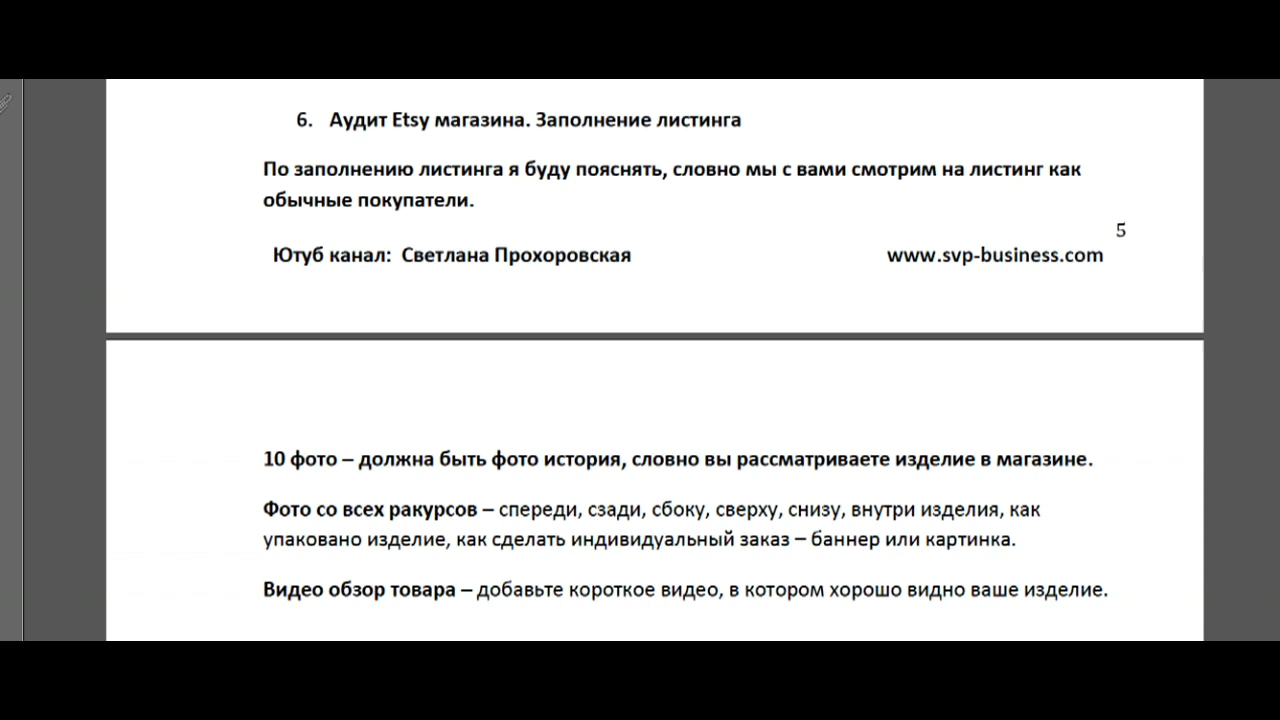 6. Аудит Etsy магазина. Заполнение листинга
По заполнению листинга я буду пояснять, словно мы с вами смотрим на листинг как
обычные покупатели.
5
Ютуб канал: Светлана Прохоровская www.svp-business.com
10 фото – должна быть фото история, словно вы рассматриваете изделие в магазине.
Фото со всех ракурсов – спереди, сзади, сбоку, сверху, снизу, внутри изделия, как
упаковано изделие, как сделать индивидуальный заказ – баннер или картинка.
Видео обзор товара – добавьте короткое видео, в котором хорошо видно ваше изделие.